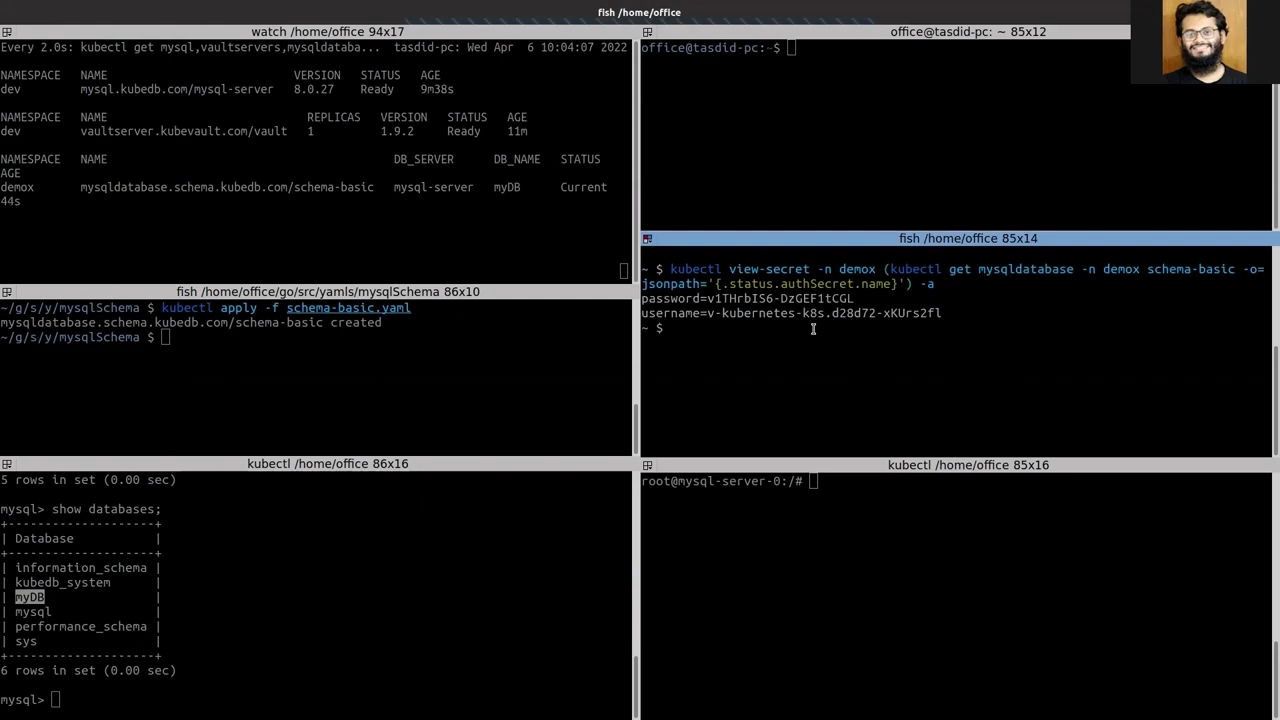 fish /home/office
watch /home/office 94x17
Every 2.0s: kubectl get mysql,vaultservers,mysqldataba... tasdid-pc: Wed Apr  6 10:04:07 2022
NAMESPACE   NAME                           VERSION   STATUS   AGE
dev         mysql.kubedb.com/mysql-server   8.0.27    Ready    9m38s
NAMESPACE   NAME                             REPLICAS   VERSION   STATUS   AGE
dev         vaultserver.kubevault.com/vault   1          1.9.2     Ready    11m
NAMESPACE   NAME                                          DB_SERVER      DB_NAME   STATUS
AGE
demox       mysqldatabase.schema.kubedb.com/schema-basic   mysql-server   myDB      Current
44s
fish /home/office/go/src/yamls/mysqlSchema 86x10
~/g/s/y/mysqlSchema $ kubectl apply -f schema-basic.yaml
mysqldatabase.schema.kubedb.com/schema-basic created
~/g/s/y/mysqlSchema $
kubectl /home/office 86x16
5 rows in set (0.00 sec)
mysql> show databases;
+--------------------+
| Database           |
+--------------------+
| information_schema |
| kubedb_system      |
| myDB               |
| mysql              |
| performance_schema |
| sys                |
+--------------------+
6 rows in set (0.00 sec)
mysql>
office@tasdid-pc: ~ 85x12
office@tasdid-pc:~$
fish /home/office 85x14
~ $ kubectl view-secret -n demox (kubectl get mysqldatabase -n demox schema-basic -o=
jsonpath='{.status.authSecret.name}') -a
password=v1THrbIS6-DzGEF1tCGL
username=v-kubernetes-k8s.d28d72-xKUrs2fl
~ $
kubectl /home/office 85x16
root@mysql-server-0:/#